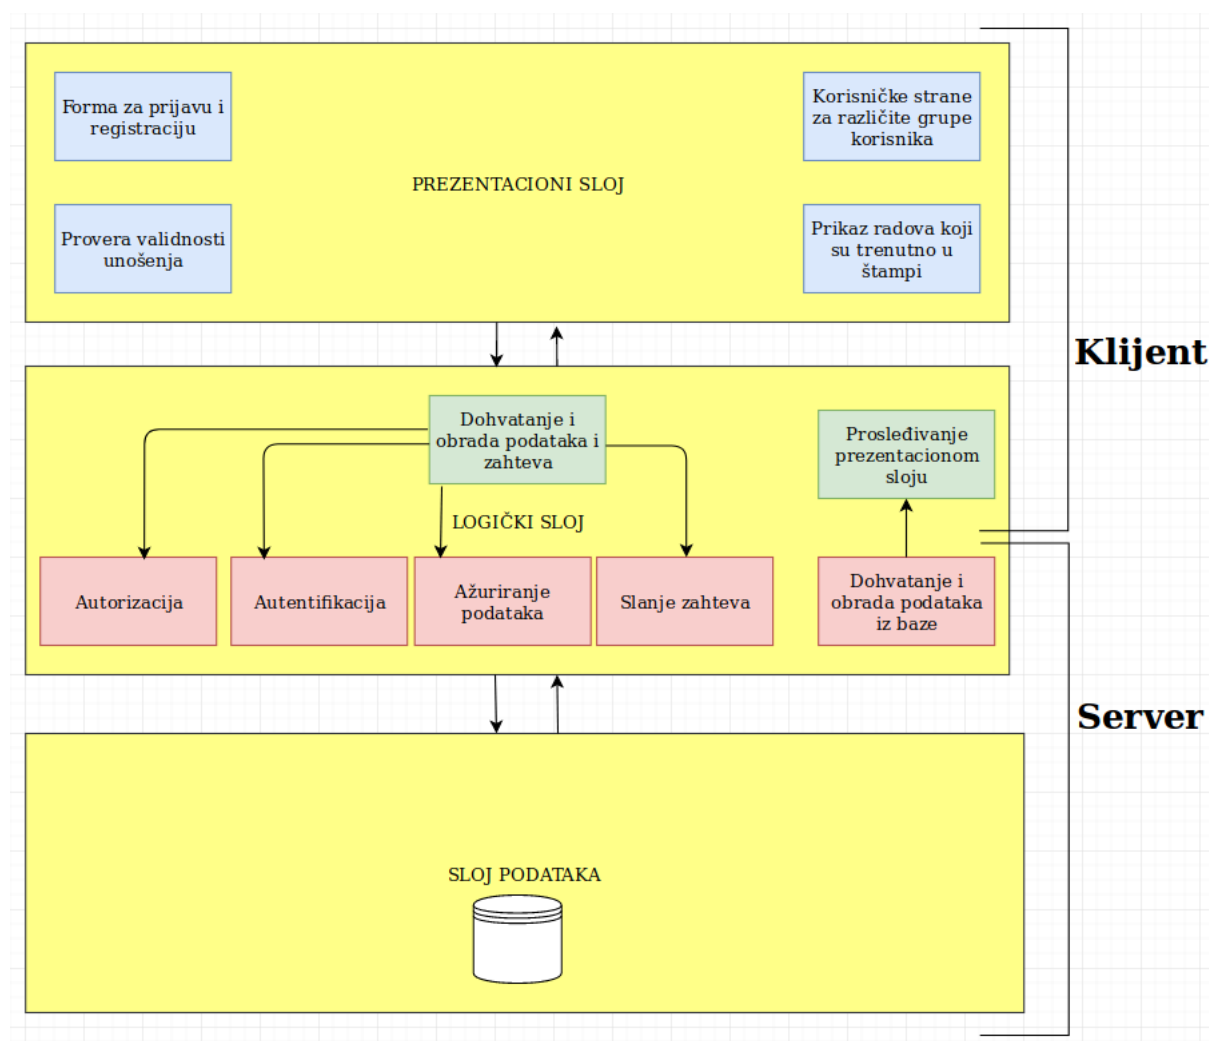 Forma za prijavu i
registraciju
Korisničke strane
za različite grupe
korisnika
PREZENTACIONI SLOJ
Provera validnosti
unošenja
Prikaz radova koji
su trenutno u
štampi
Klijent
Dohvatanje i
obrada podataka i
zahteva
Prosleđivanje
prezentacionom
sloju
LOGIČKI SLOJ
Autorizacija
Autentifikacija
Ažuriranje
podataka
Slanje zahteva
Dohvatanje i
obrada podataka
iz baze
Server
SLOJ PODATAKA